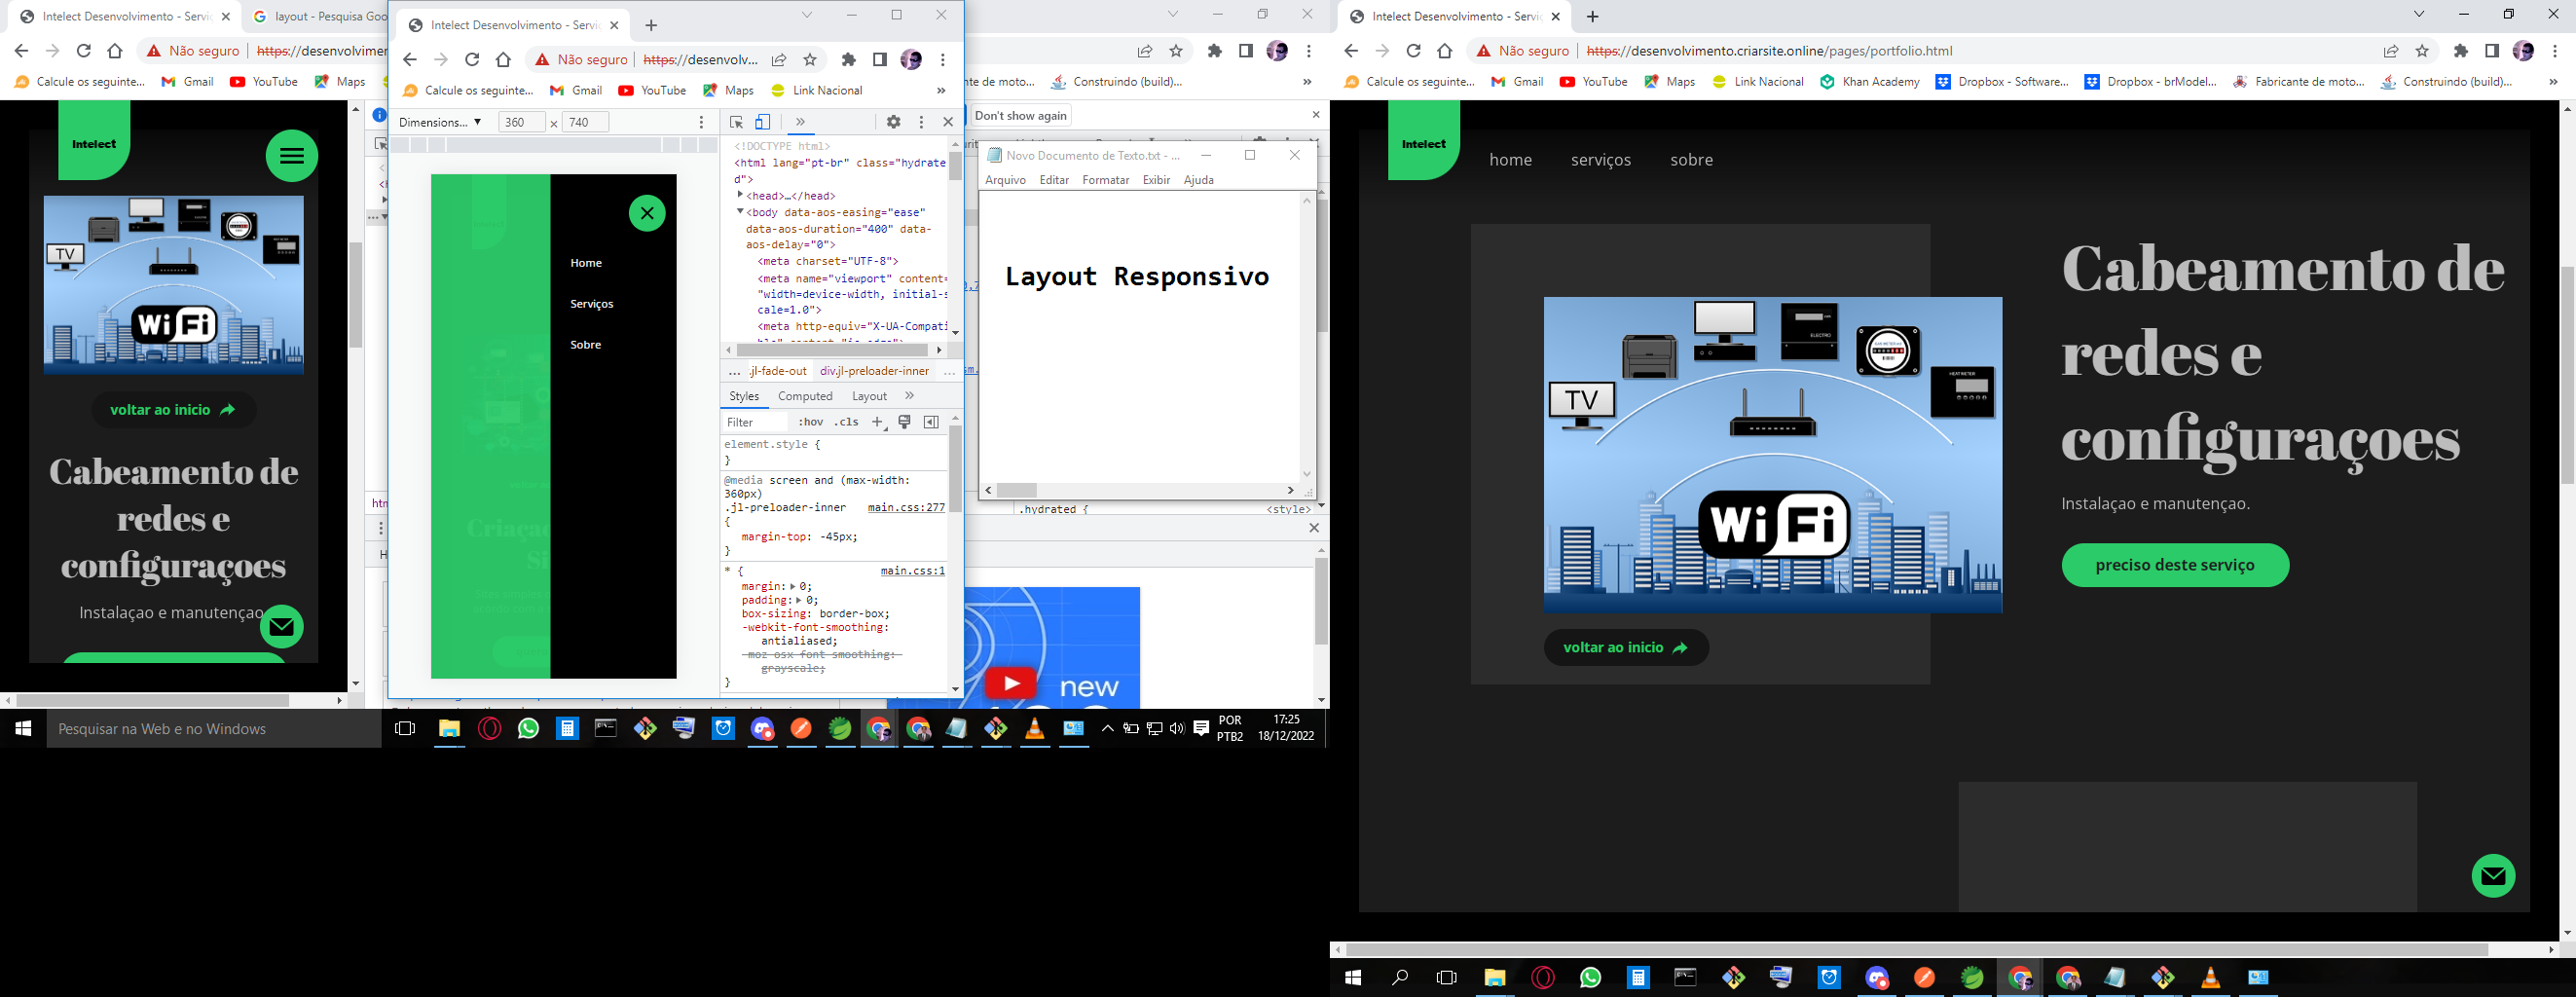 Intelect Desenvolvimento - Serviç
layout - Pesquisa Goo
Não seguro
https://desenvolvimen
Calcule os seguinte...
Gmail
YouTube
Maps
Intelect
TV
WiFi
voltar ao inicio
Cabeamento de
redes e
configuraçoes
Instalaçao e manutençao
Intelect Desenvolvimento - Serviç
Não seguro
https://desenvolv...
Calcule os seguinte...
Gmail
YouTube
Maps
Link Nacional
Dimensions...
360
×
740
Home
Serviços
Sobre
<!DOCTYPE html>
<html lang="pt-br" class="hydrate
d">
<head>…</head>
<body data-aos-easing="ease"
data-aos-duration="400" data-
aos-delay="0">
<meta charset="UTF-8">
<meta name="viewport" content=
"width=device-width, initial-s
cale=1.0">
<meta http-equiv="X-UA-Compati
... .jl-fade-out div.jl-preloader-inner ...
Styles Computed Layout
Filter :hov .cls
element.style {
}
@media screen and (max-width:
360px)
.jl-preloader-inner main.css:277
{
margin-top: -45px;
}
* { main.css:1
margin: 0;
padding: 0;
box-sizing: border-box;
-webkit-font-smoothing:
antialiased;
-moz-osx-font-smoothing:
grayscale;
}
nte de moto...
Construindo (build)...
Don't show again
Novo Documento de Texto.txt - ...
Arquivo Editar Formatar Exibir Ajuda
Layout Responsivo
.hydrated { <style>
new
Pesquisar na Web e no Windows
POR
PTB2
17:25
18/12/2022
Intelect Desenvolvimento - Serviç
Não seguro
https://desenvolvimento.criarsite.online/pages/portfolio.html
Calcule os seguinte...
Gmail
YouTube
Maps
Link Nacional
Khan Academy
Dropbox - Software...
Dropbox - brModel...
Fabricante de moto...
Construindo (build)...
Intelect
home serviços sobre
TV
WiFi
voltar ao inicio
Cabeamento de
redes e
configuraçoes
Instalaçao e manutençao.
preciso deste serviço